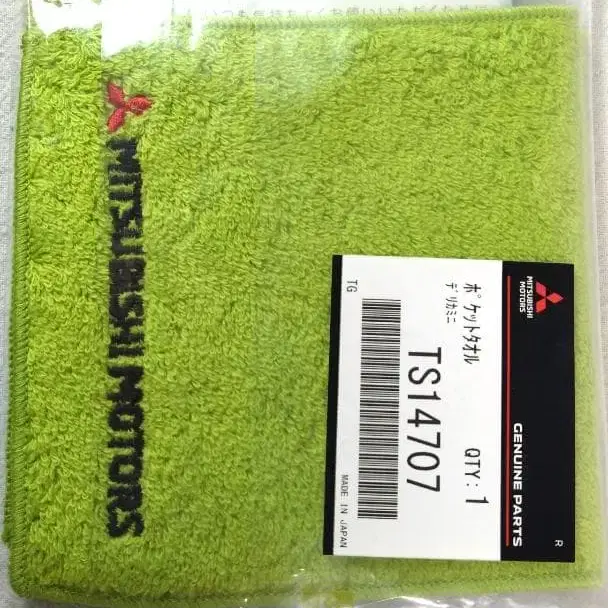 MITSUBISHI MOTORS
MITSUBISHI
MOTORS
GENUINE PARTS
R
ﾎﾟｹｯﾄﾀｵﾙ
ﾃﾞﾘｶﾐﾆ
QTY: 1
TS14707
TG
MADE IN JAPAN